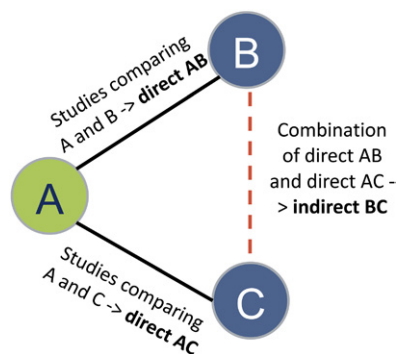 B
Studies comparing
A and B -> direct AB
Combination
of direct AB
and direct AC -
> indirect BC
A
Studies comparing
A and C -> direct AC
C